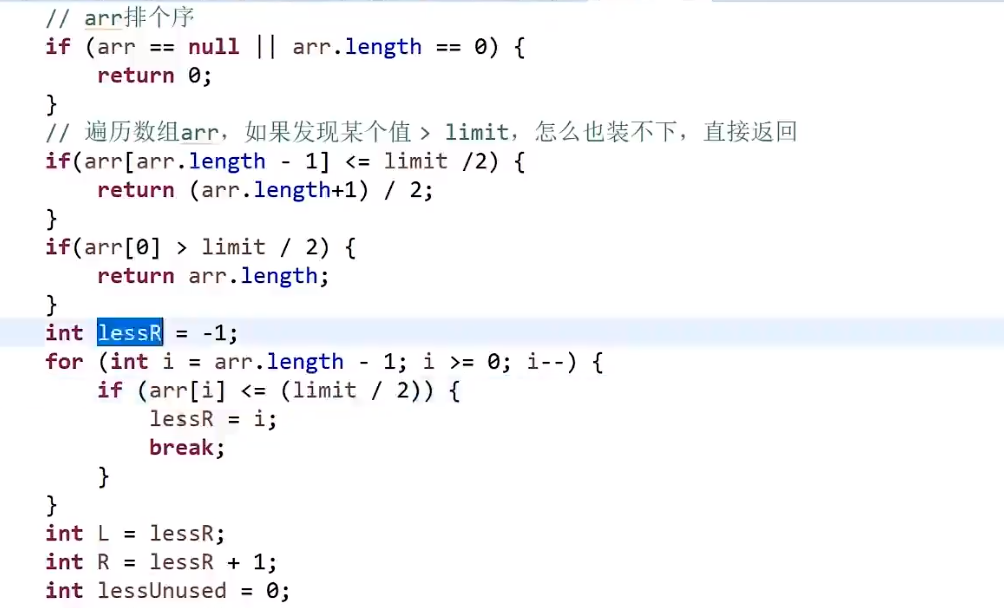 // arr排个序
if (arr == null || arr.length == 0) {
return 0;
}
// 遍历数组arr，如果发现某个值 > limit，怎么也装不下，直接返回
if(arr[arr.length - 1] <= limit /2) {
return (arr.length+1) / 2;
}
if(arr[0] > limit / 2) {
return arr.length;
}
int lessR = -1;
for (int i = arr.length - 1; i >= 0; i--) {
if (arr[i] <= (limit / 2)) {
lessR = i;
break;
}
}
int L = lessR;
int R = lessR + 1;
int lessUnused = 0;